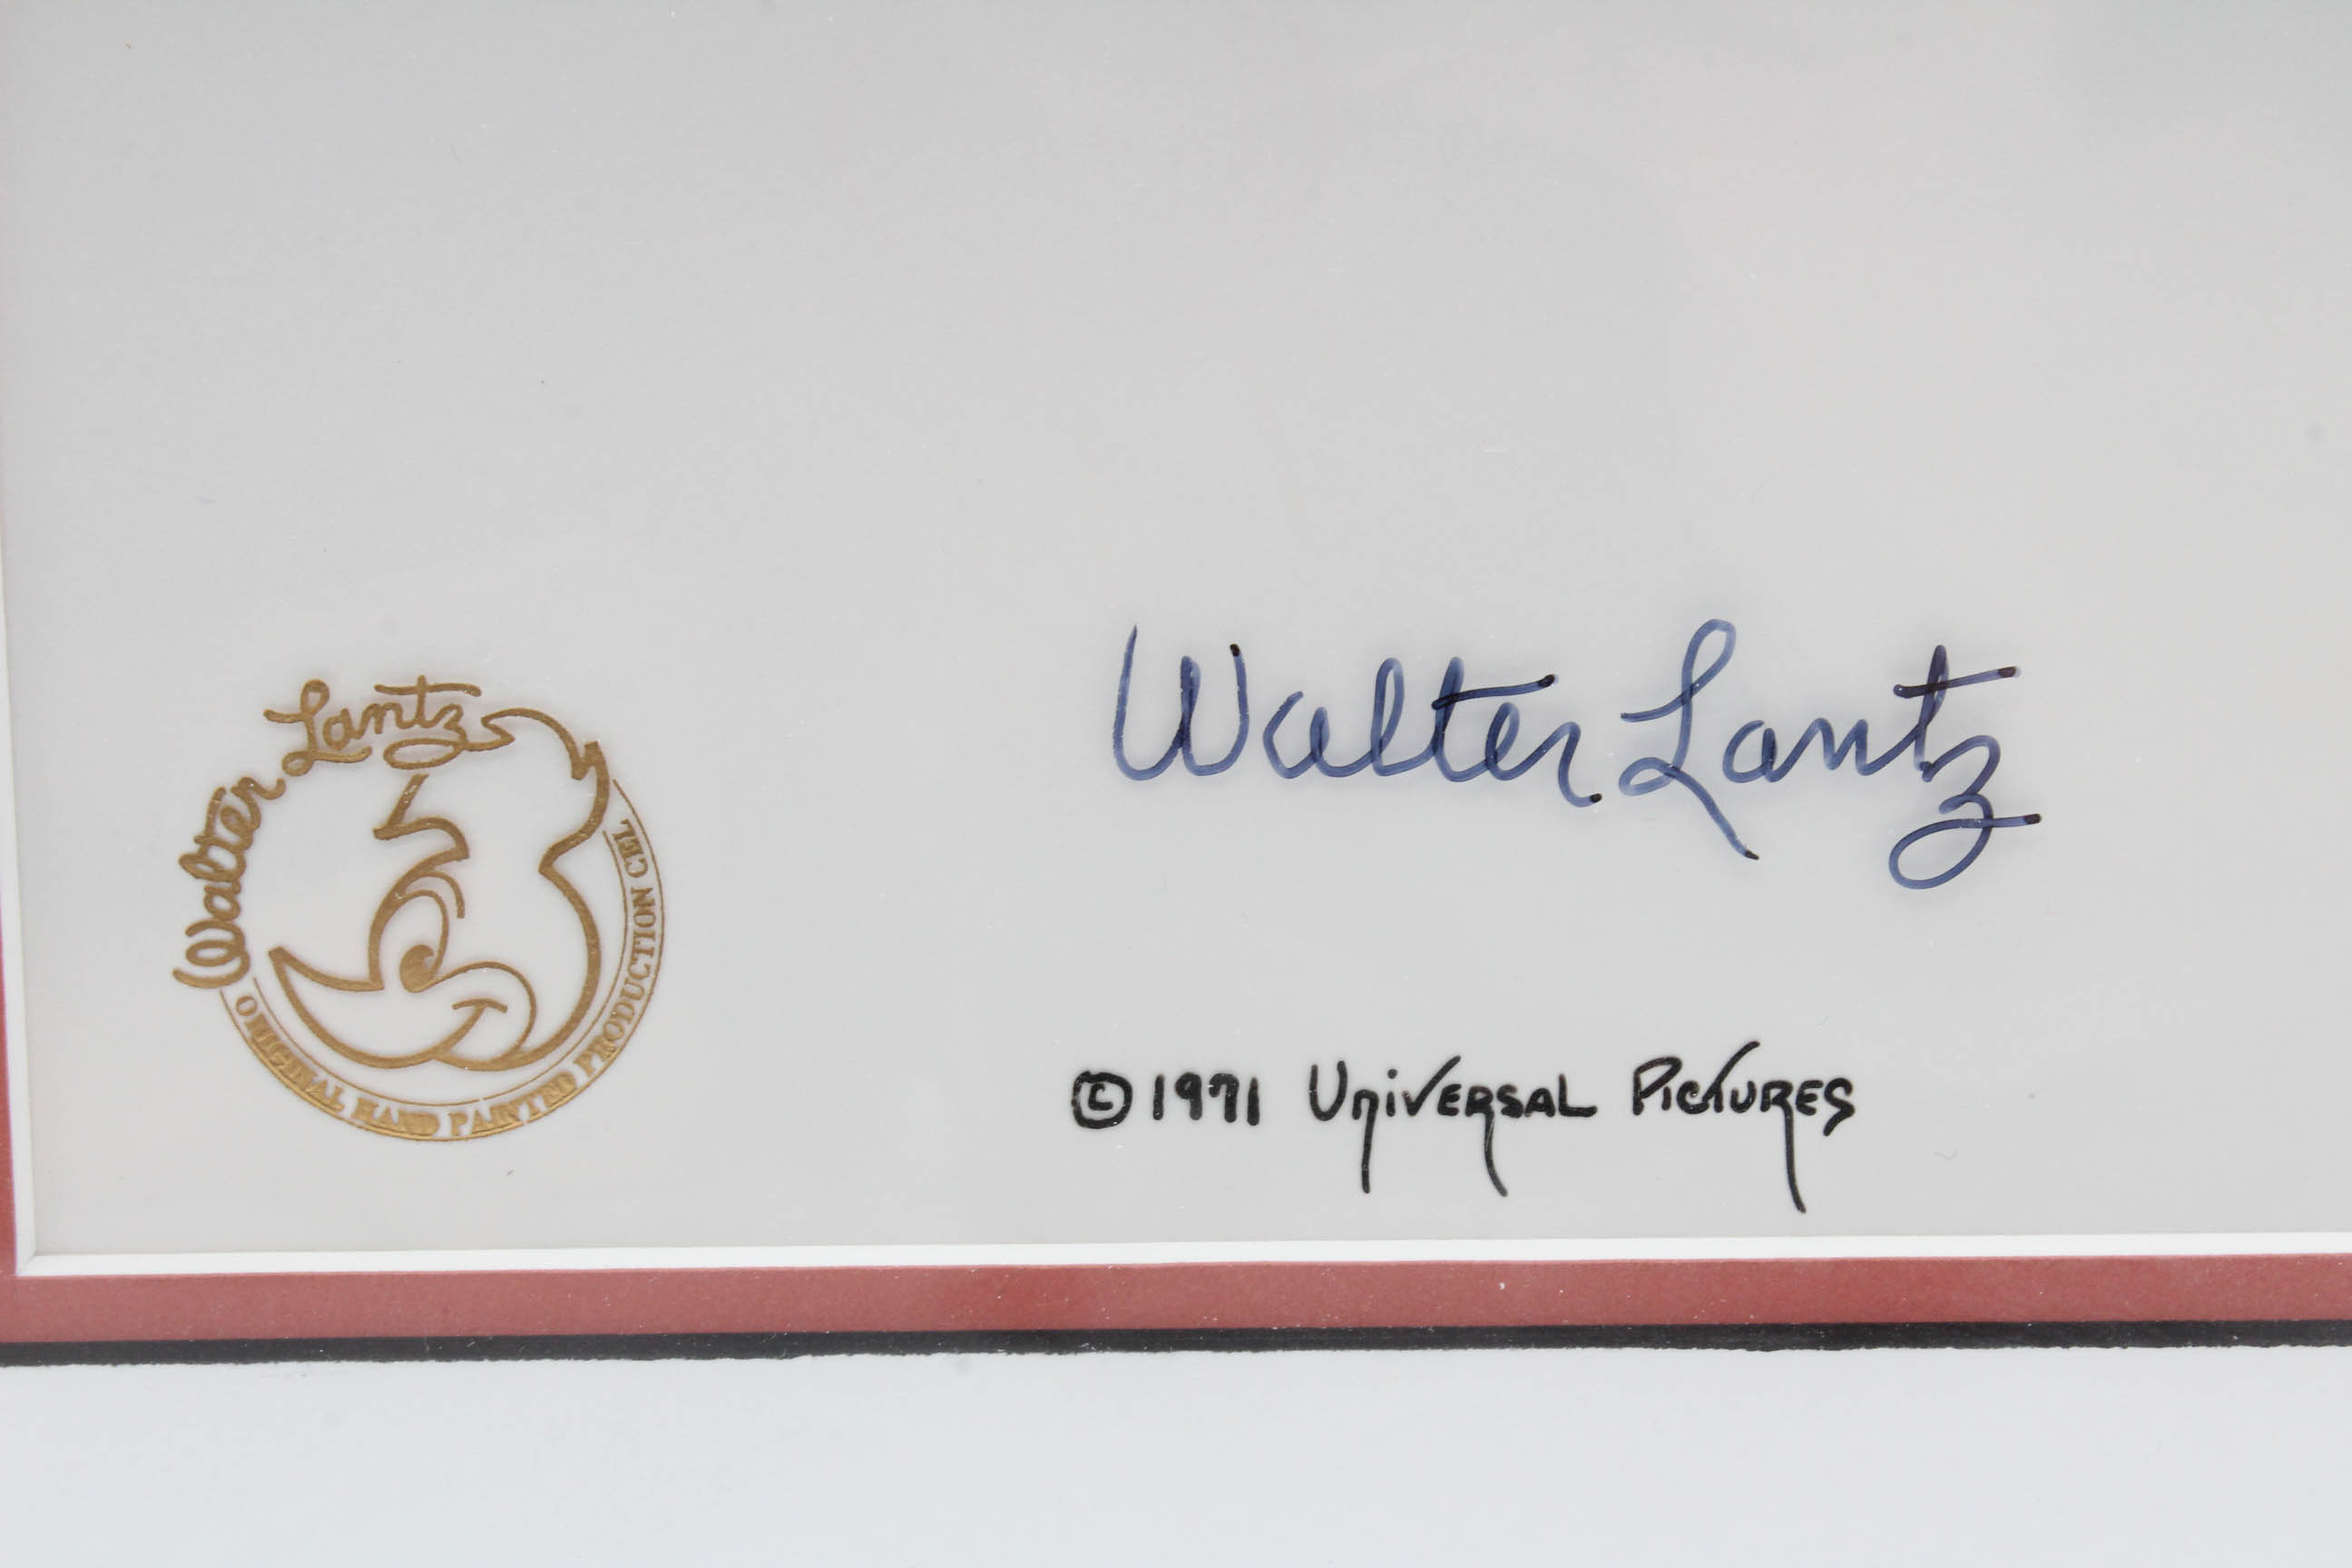 Walter Lantz
ORIGINAL HAND PAINTED PRODUCTION CEL
Walter Lantz
© 1971 UNIVERSAL PICTURES